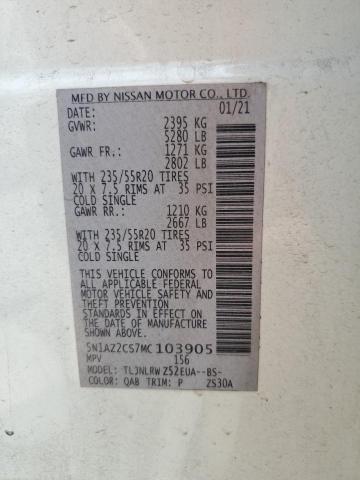 MFD BY NISSAN MOTOR CO., LTD.
DATE: 01/21
GVWR: 2395 KG
5280 LB
GAWR FR.: 1271 KG
2802 LB
WITH 235/55R20 TIRES
20 X 7.5 RIMS AT 35 PSI
COLD SINGLE
GAWR RR.: 1210 KG
2667 LB
WITH 235/55R20 TIRES
20 X 7.5 RIMS AT 35 PSI
COLD SINGLE
THIS VEHICLE CONFORMS TO
ALL APPLICABLE FEDERAL
MOTOR VEHICLE SAFETY AND
THEFT PREVENTION
STANDARDS IN EFFECT ON
THE DATE OF MANUFACTURE
SHOWN ABOVE.
5N1AZ2CS7MC103905
MPV 156
MODEL: TLJNLRWZ52EUA--BS-
COLOR: QAB TRIM: P ZS30A